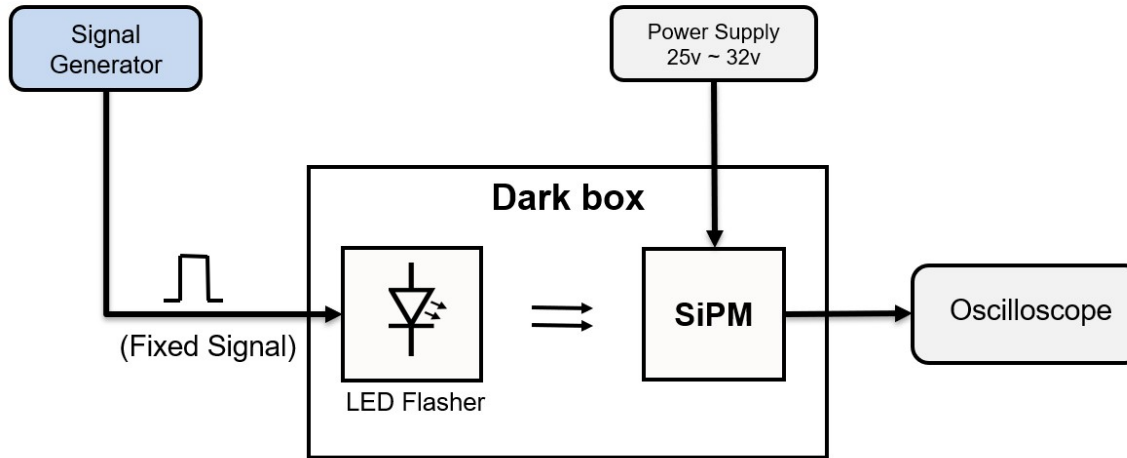 Signal
Generator
Power Supply
25v ~ 32v
Dark box
(Fixed Signal)
LED Flasher
SiPM
Oscilloscope